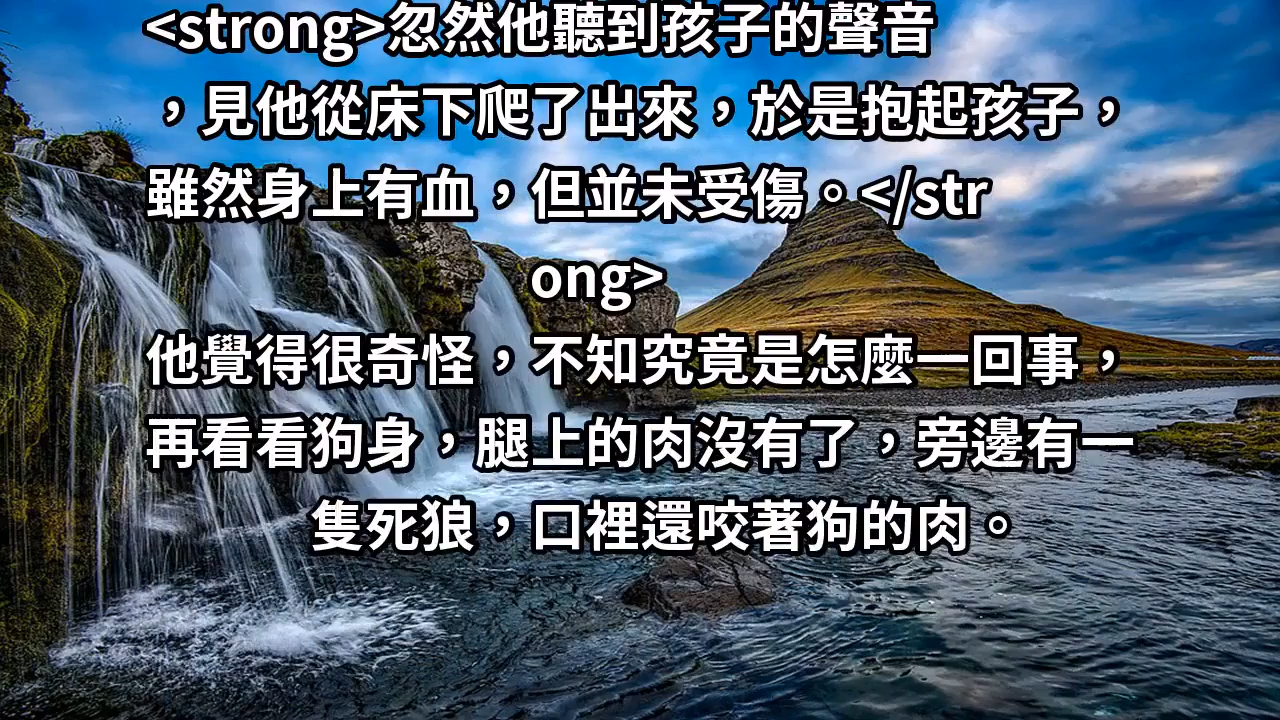 <strong>忽然他聽到孩子的聲音
，見他從床下爬了出來，於是抱起孩子，
雖然身上有血，但並未受傷。</str
ong>
他覺得很奇怪，不知究竟是怎麼一回事，
再看看狗身，腿上的肉沒有了，旁邊有一
隻死狼，口裡還咬著狗的肉。